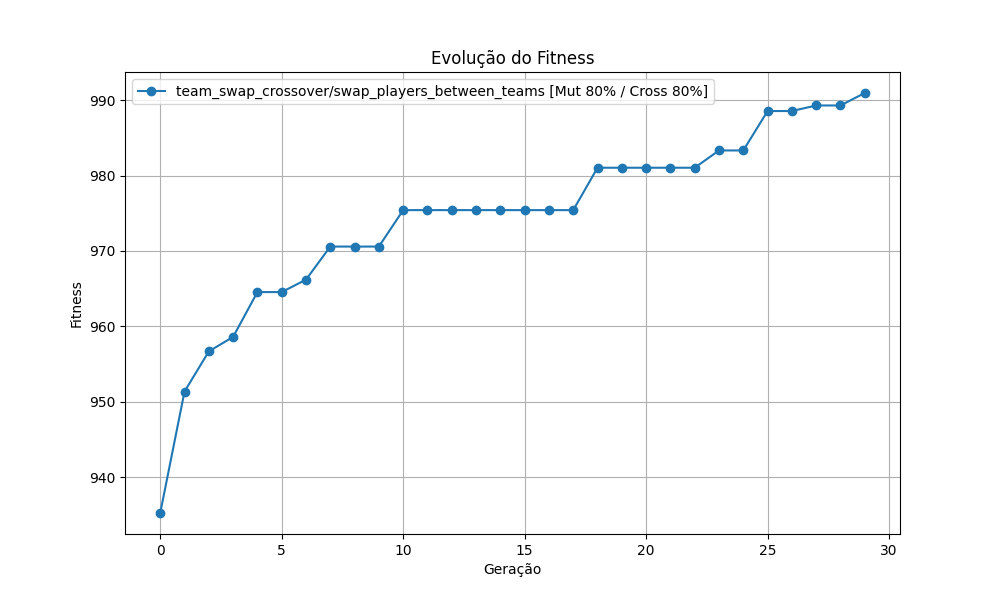 Evolução do Fitness
team_swap_crossover/swap_players_between_teams [Mut 80% / Cross 80%]
Fitness
990
980
970
960
950
940
0 5 10 15 20 25 30
Geração